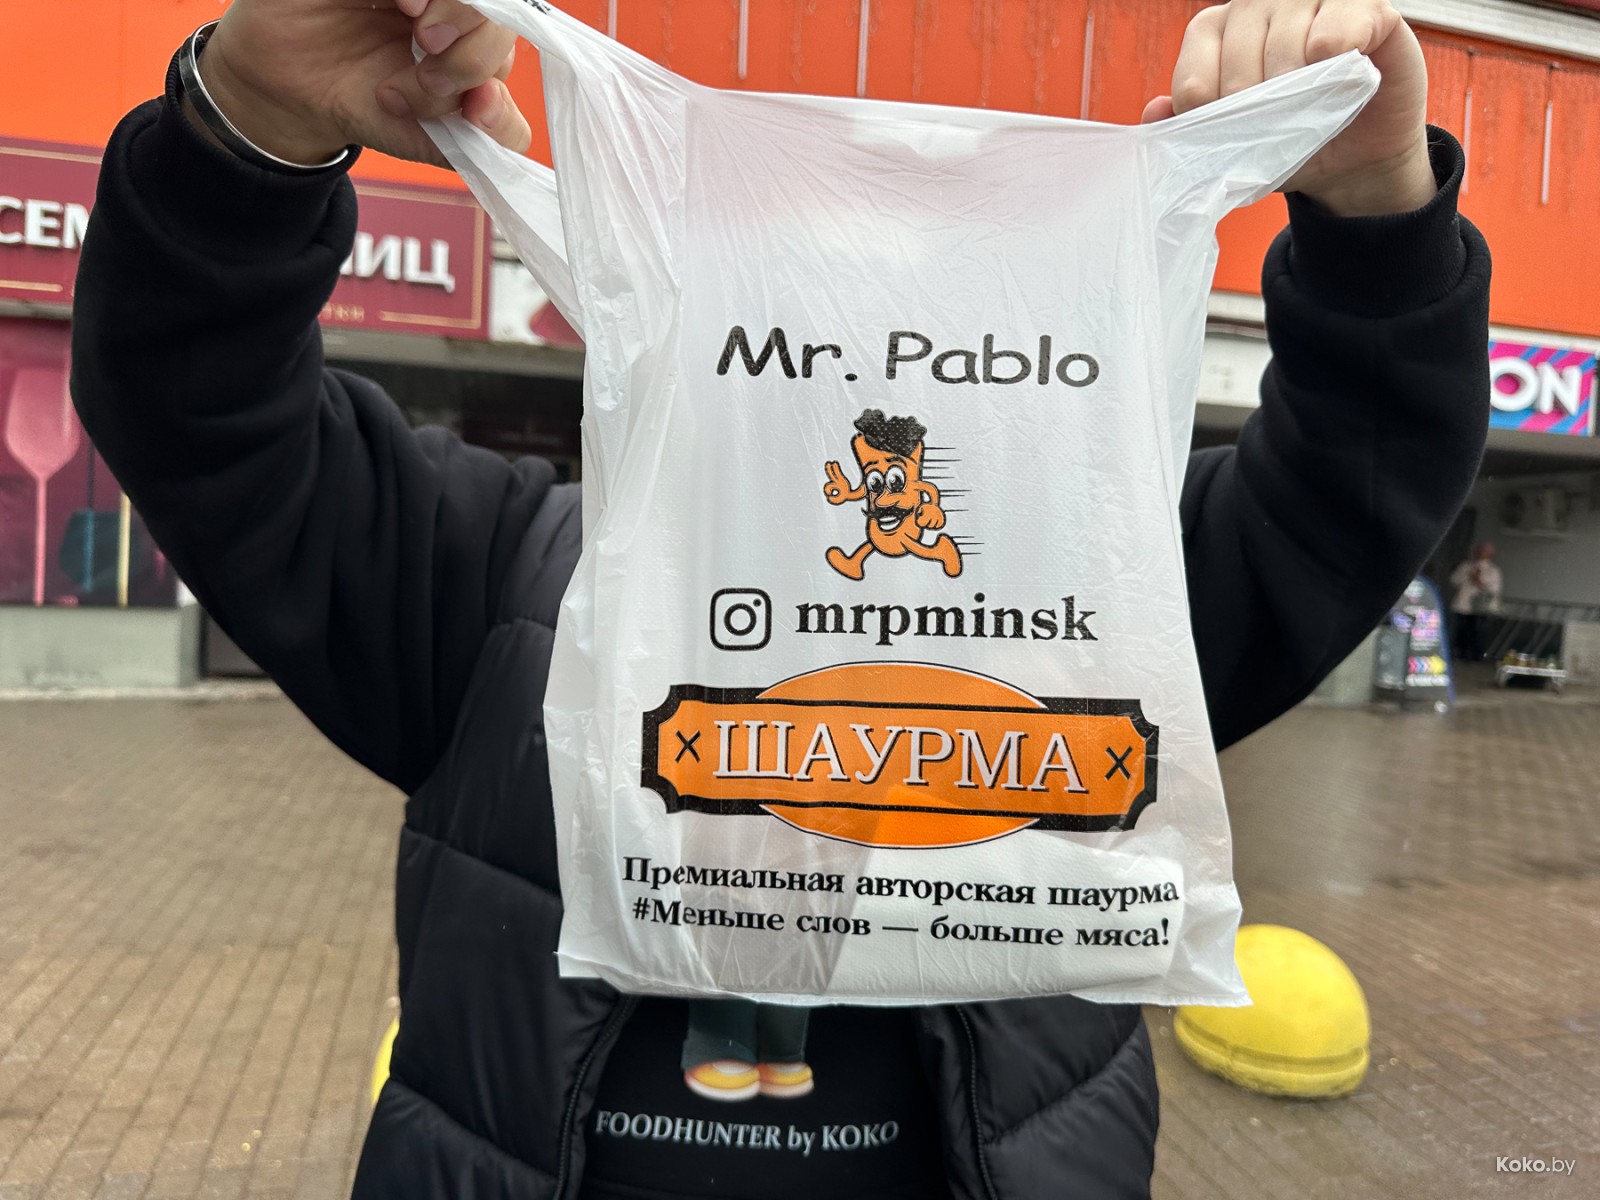 Mr. Pablo
mrpminsk
ШАУРМА
Премиальная авторская шаурма
#Меньше слов — больше мяса!
FOODHUNTER by KOKO
Koko.by